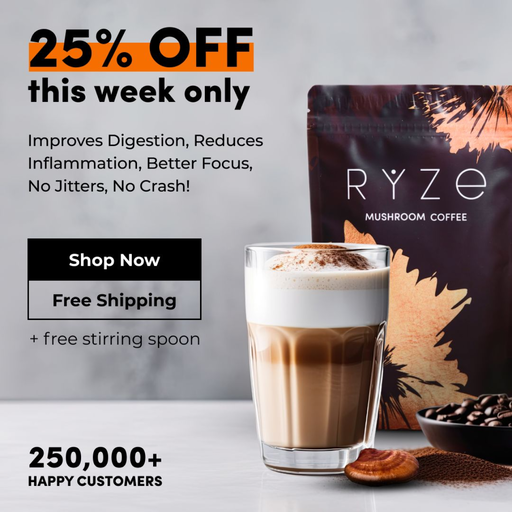 25% OFF
this week only
Improves Digestion, Reduces
Inflammation, Better Focus,
No Jitters, No Crash!
Shop Now
Free Shipping
+ free stirring spoon
250,000+
HAPPY CUSTOMERS
RYZE
MUSHROOM COFFEE